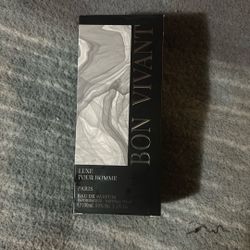 BON VIVANT
LUXE
POUR HOMME
PARIS
EAU DE PARFUM